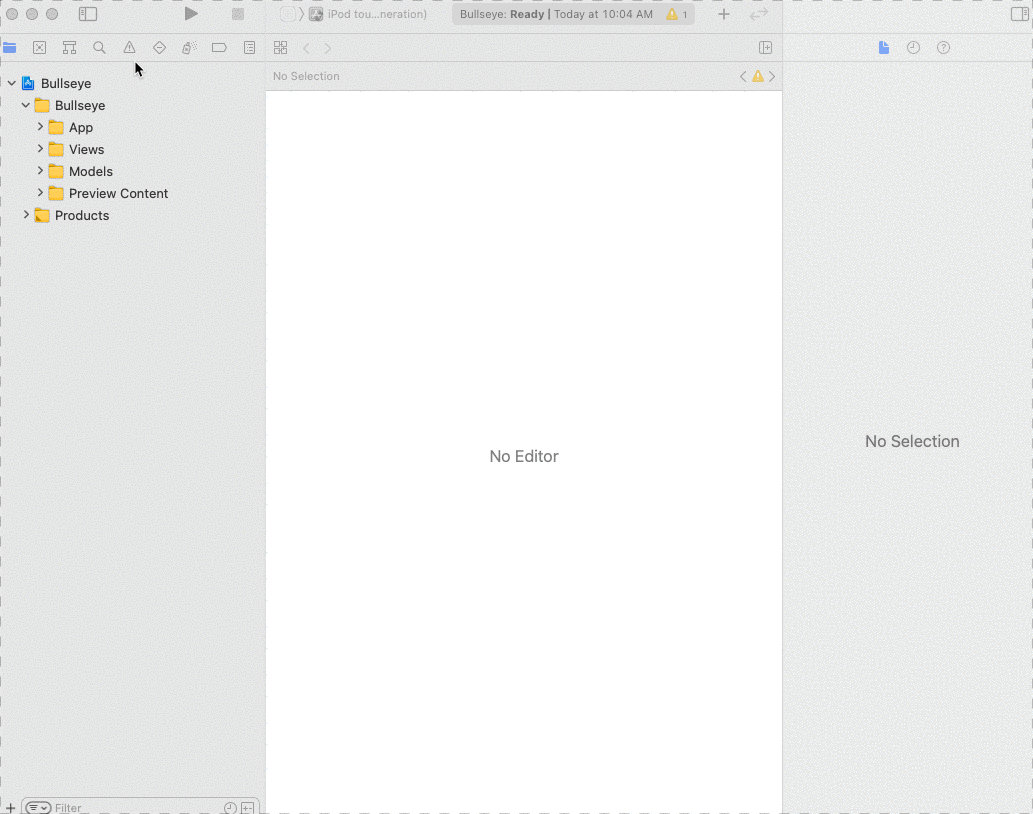 iPod tou...neration)
Bullseye: Ready | Today at 10:04 AM 1
No Selection
Bullseye
Bullseye
App
Views
Models
Preview Content
Products
No Editor
No Selection
Filter